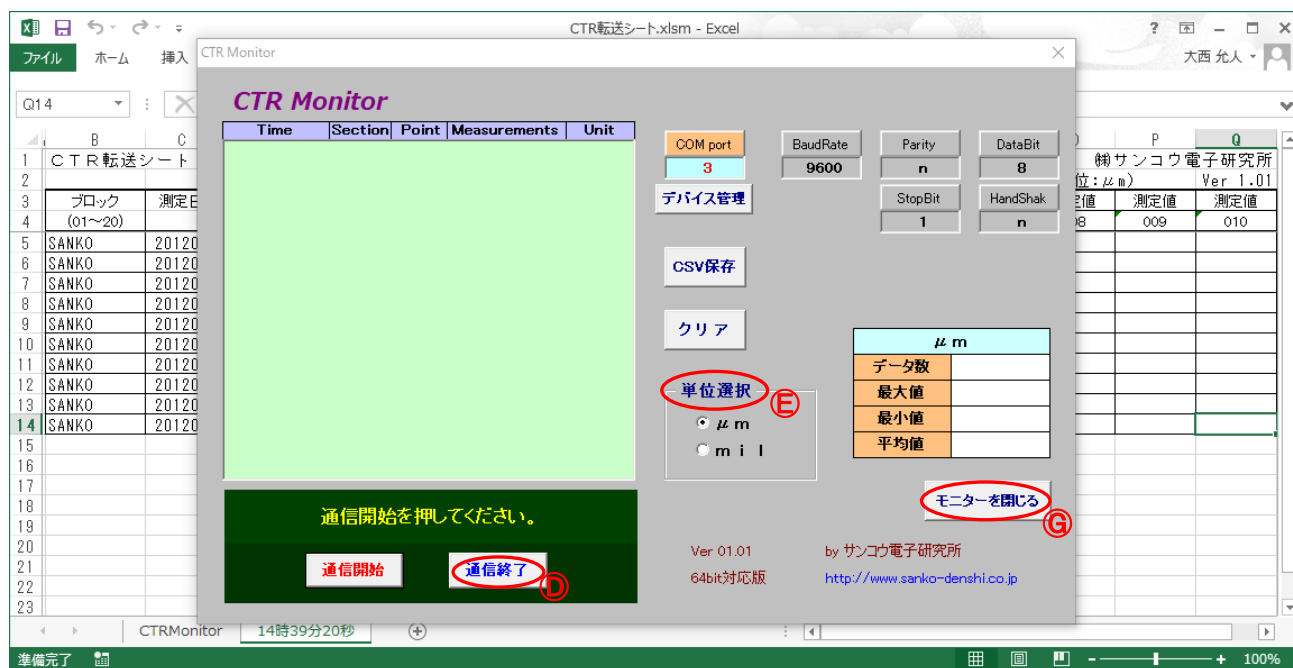 CTR転送シート.xlsm - Excel
ファイル ホーム 挿入
大西 允人
CTR Monitor
Q14
CTR Monitor
Time Section Point Measurements Unit
COM port BaudRate Parity DataBit
3 9600 n 8
デバイス管理
StopBit HandShak
1 n
CSV保存
クリア
単位選択 Ⓔ
μm
mil
μm
データ数
最大値
最小値
平均値
モニターを閉じる
Ⓖ
通信開始を押してください。
通信開始 通信終了 Ⓓ
Ver 01.01 by サンコウ電子研究所
64bit対応版 http://www.sanko-denshi.co.jp
B C P Q
1 CTR転送シート ㈱サンコウ電子研究所
2 位:μm) Ver 1.01
3 ブロック 測定 定値 測定値 測定値
4 (01~20) 08 009 010
5 SANKO 20120
6 SANKO 20120
7 SANKO 20120
8 SANKO 20120
9 SANKO 20120
10 SANKO 20120
11 SANKO 20120
12 SANKO 20120
13 SANKO 20120
14 SANKO 20120
15
16
17
18
19
20
21
22
23
CTRMonitor 14時39分20秒
準備完了 100%